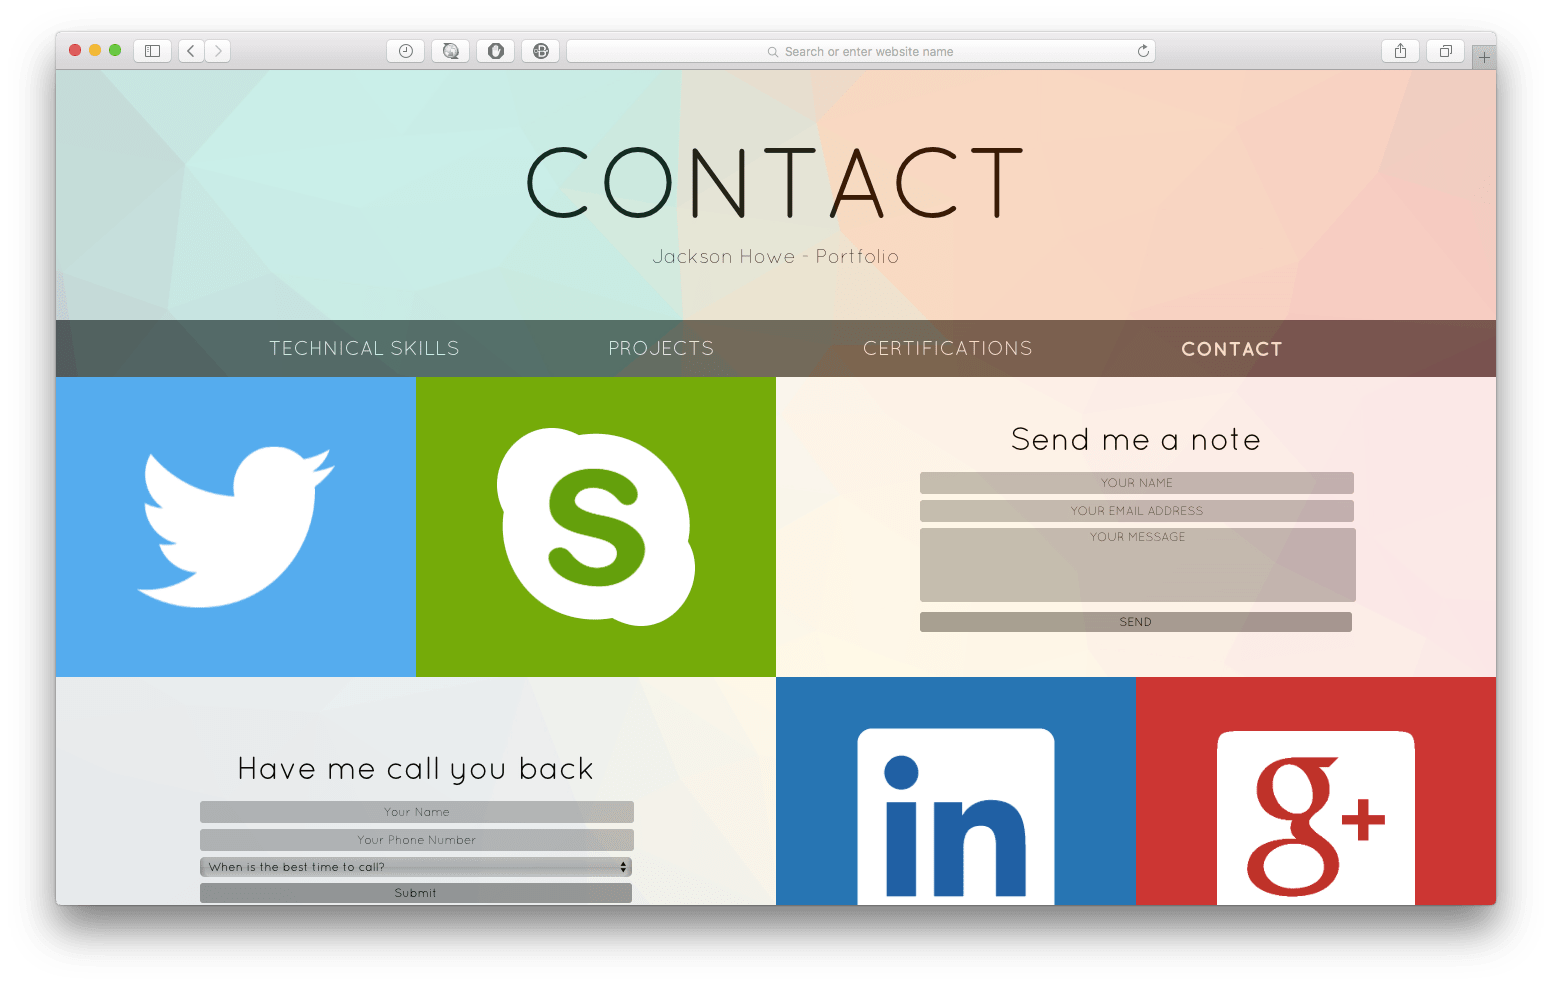 Search or enter website name
CONTACT
Jackson Howe - Portfolio
TECHNICAL SKILLS
PROJECTS
CERTIFICATIONS
CONTACT
S
Send me a note
YOUR NAME
YOUR EMAIL ADDRESS
YOUR MESSAGE
SEND
Have me call you back
Your Name
Your Phone Number
When is the best time to call?
Submit
in
g+